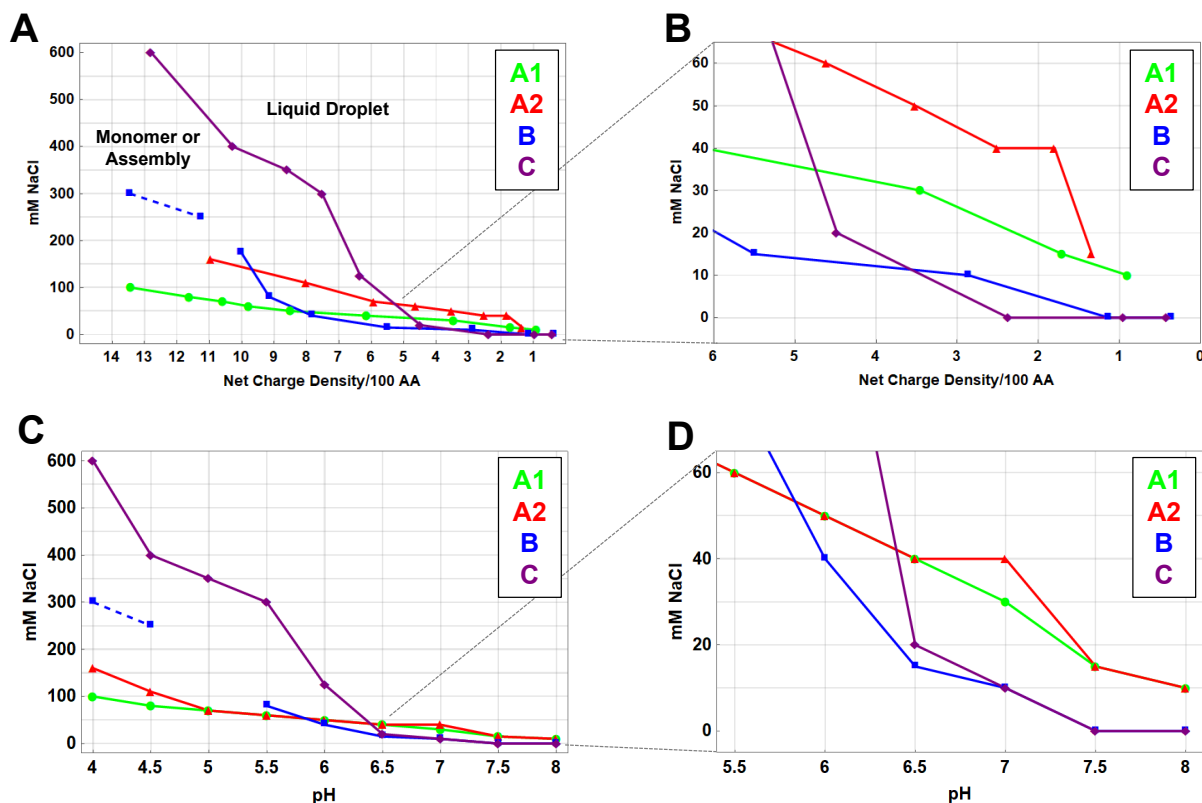 A
600
500
400
300
200
100
0
mM NaCl
Monomer or
Assembly
Liquid Droplet
A1
A2
B
C
14 13 12 11 10 9 8 7 6 5 4 3 2 1
Net Charge Density/100 AA
B
60
50
40
30
20
10
0
mM NaCl
A1
A2
B
C
6 5 4 3 2 1 0
Net Charge Density/100 AA
C
600
500
400
300
200
100
0
mM NaCl
A1
A2
B
C
4 4.5 5 5.5 6 6.5 7 7.5 8
pH
D
60
40
20
0
mM NaCl
A1
A2
B
C
5.5 6 6.5 7 7.5 8
pH